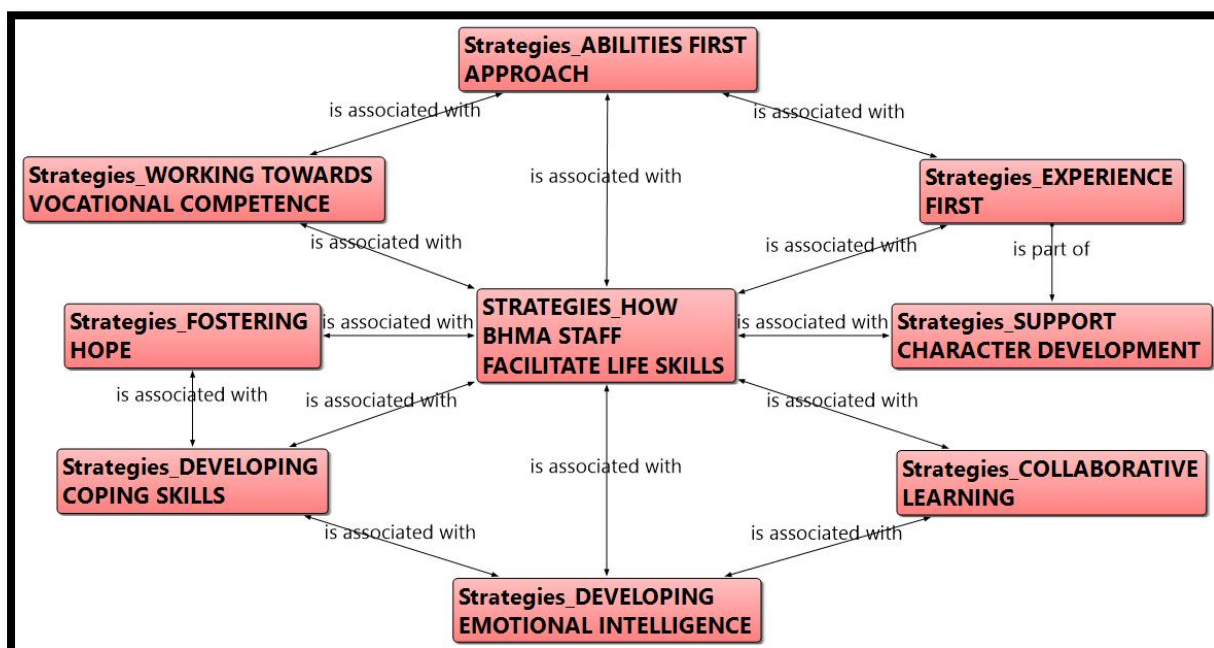 Strategies_ABILITIES FIRST
APPROACH
is associated with
is associated with
Strategies_WORKING TOWARDS
VOCATIONAL COMPETENCE
is associated with
Strategies_EXPERIENCE
FIRST
is associated with
is associated with
is part of
Strategies_FOSTERING
HOPE
is associated with
STRATEGIES_HOW
BHMA STAFF
FACILITATE LIFE SKILLS
is associated with
Strategies_SUPPORT
CHARACTER DEVELOPMENT
is associated with
is associated with
is associated with
Strategies_DEVELOPING
COPING SKILLS
is associated with
Strategies_COLLABORATIVE
LEARNING
is associated with
is associated with
Strategies_DEVELOPING
EMOTIONAL INTELLIGENCE